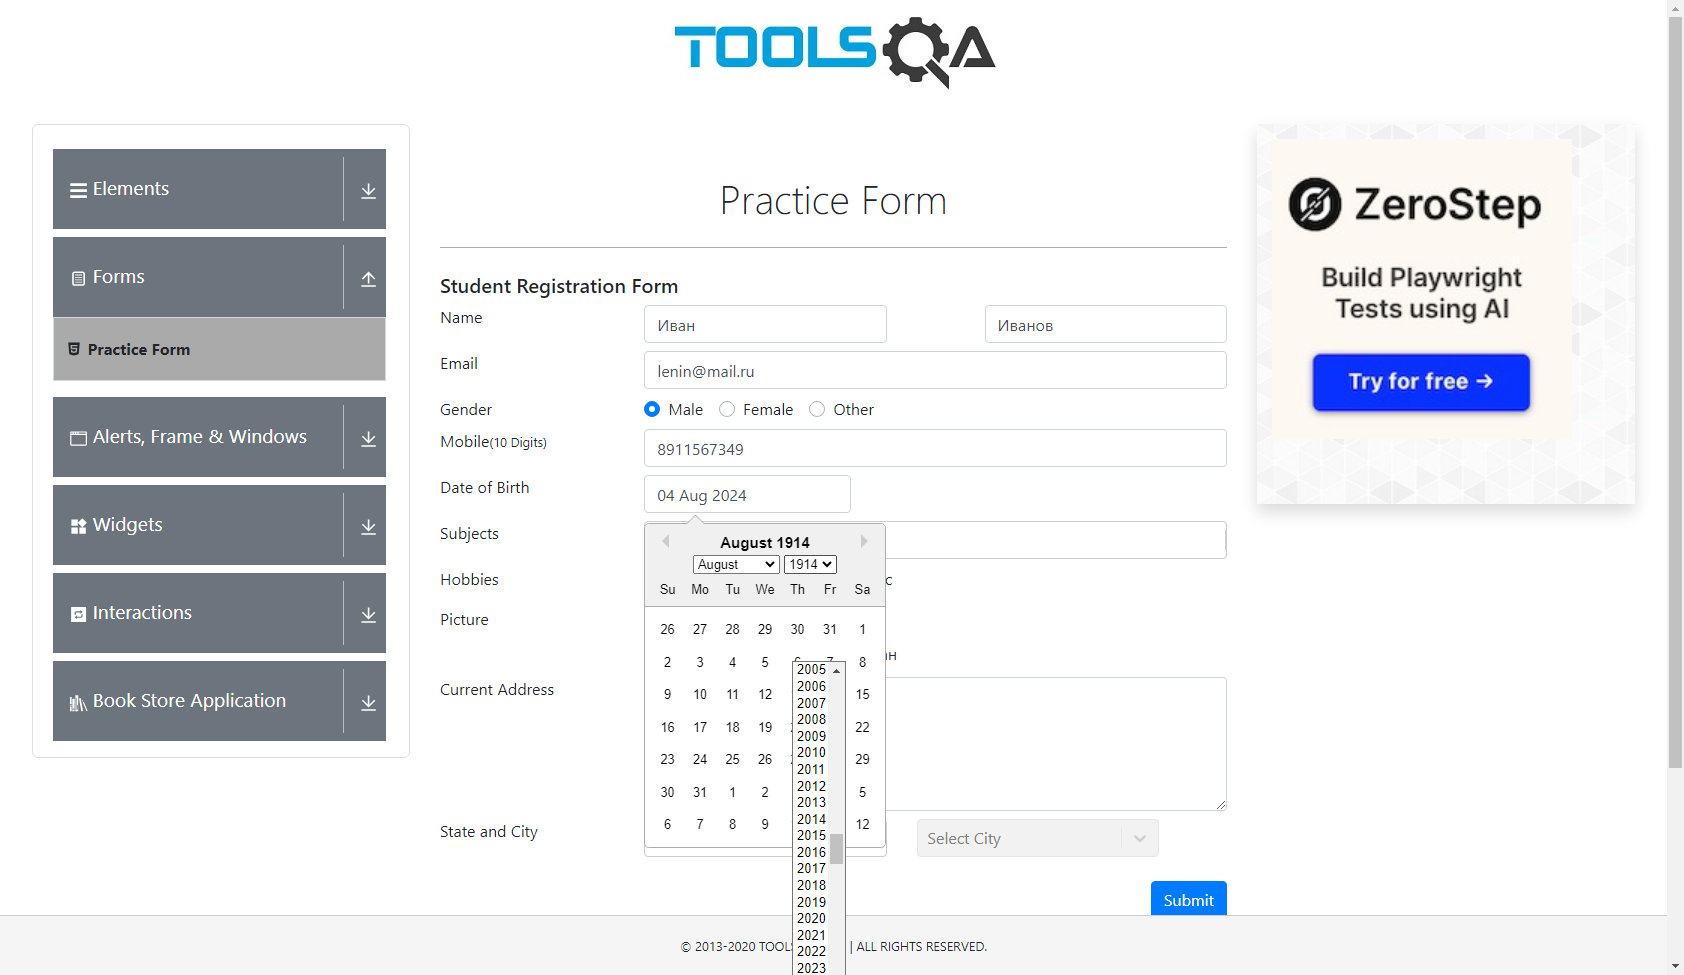 TOOLSQA
Elements
Forms
Practice Form
Alerts, Frame & Windows
Widgets
Interactions
Book Store Application
Practice Form
Student Registration Form
Name
Иван
Иванов
Email
lenin@mail.ru
Gender
Male
Female
Other
Mobile(10 Digits)
8911567349
Date of Birth
04 Aug 2024
Subjects
August 1914
August
1914
Su Mo Tu We Th Fr Sa
26 27 28 29 30 31 1
2 3 4 5 8
9 10 11 12 15
16 17 18 19 22
23 24 25 26 29
30 31 1 2 5
6 7 8 9 12
2005
2006
2007
2008
2009
2010
2011
2012
2013
2014
2015
2016
2017
2018
2019
2020
2021
2022
2023
Hobbies
Picture
Current Address
State and City
Select City
Submit
© 2013-2020 TOOLS | ALL RIGHTS RESERVED.
ZeroStep
Build Playwright
Tests using AI
Try for free →